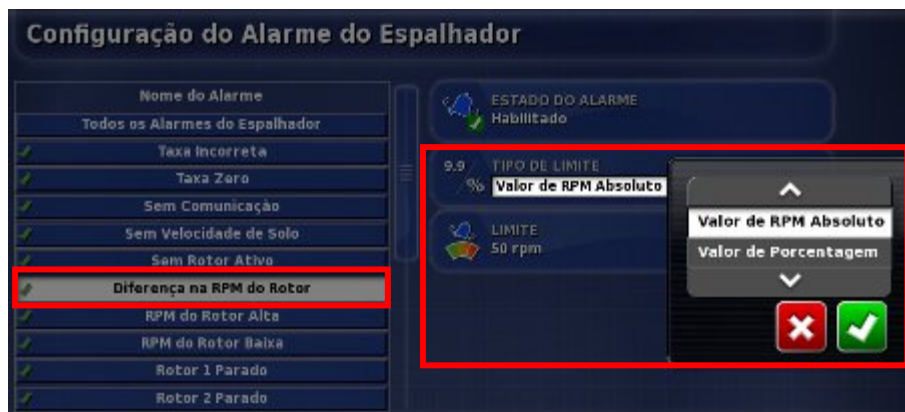 Configuração do Alarme do Espalhador
Nome do Alarme
Todos os Alarmes do Espalhador
Taxa Incorreta
Taxa Zero
Sem Comunicação
Sem Velocidade de Solo
Sem Rotor Ativo
Diferença na RPM do Rotor
RPM do Rotor Alta
RPM do Rotor Baixa
Rotor 1 Parado
Rotor 2 Parado
ESTADO DO ALARME
Habilitado
9.9
%
TIPO DE LIMITE
Valor de RPM Absoluto
LIMITE
50 rpm
Valor de RPM Absoluto
Valor de Porcentagem